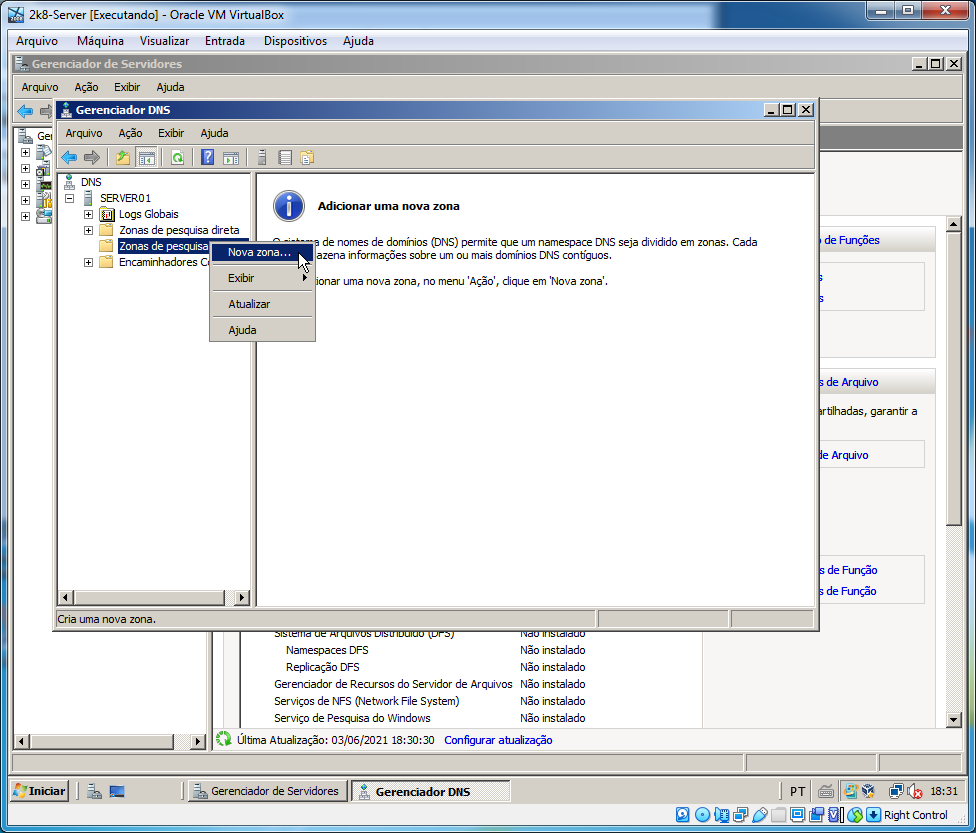 2k8-Server [Executando] - Oracle VM VirtualBox
Arquivo Máquina Visualizar Entrada Dispositivos Ajuda
Gerenciador de Servidores
Arquivo Ação Exibir Ajuda
Gerenciador DNS
Arquivo Ação Exibir Ajuda
DNS
SERVER01
Logs Globais
Zonas de pesquisa direta
Zonas de pesquisa
Encaminhadores
Nova zona...
Exibir
Atualizar
Ajuda
Adicionar uma nova zona
O sistema de nomes de domínios (DNS) permite que um namespace DNS seja dividido em zonas. Cada
informações sobre um ou mais domínios DNS contíguos.
uma nova zona, no menu 'Ação', clique em 'Nova zona'.
de Funções
de Arquivo
garantir a
de Arquivo
de Função
de Função
Cria uma nova zona.
Sistema de Arquivos Distribuído (DFS) Não instalado
Namespaces DFS Não instalado
Replicação DFS Não instalado
Gerenciador de Recursos do Servidor de Arquivos Não instalado
Serviços de NFS (Network File System) Não instalado
Serviço de Pesquisa do Windows Não instalado
Última Atualização: 03/06/2021 18:30:30 Configurar atualização
Iniciar Gerenciador de Servidores Gerenciador DNS PT 18:31
Right Control